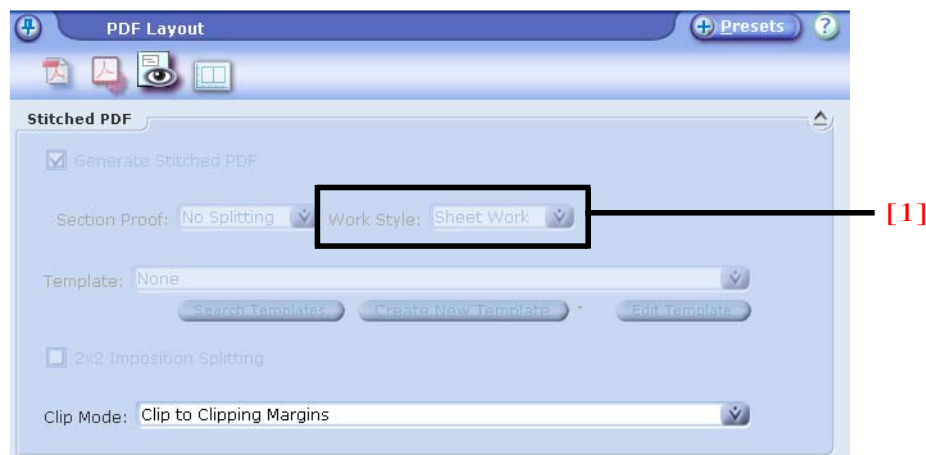 PDF Layout
Presets ?
Stitched PDF
Generate Stitched PDF
Section Proof: No Splitting Work Style: Sheet Work
[1]
Template: None
Search Templates Create New Template Edit Template
2x2 Imposition Splitting
Clip Mode: Clip to Clipping Margins